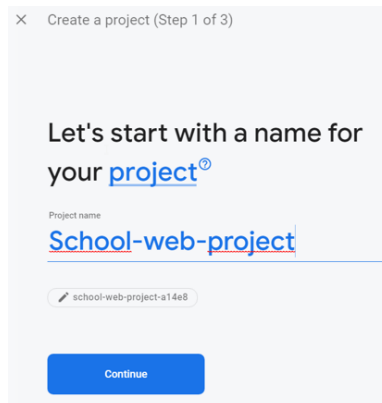 Create a project (Step 1 of 3)
Let's start with a name for
your project
Project name
School-web-project
school-web-project-a14e8
Continue